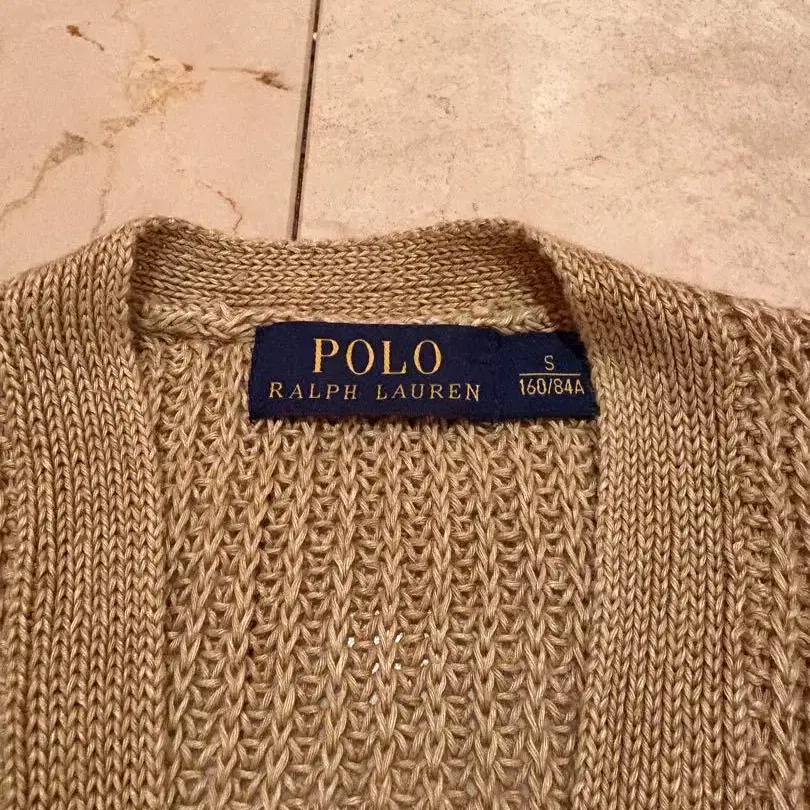 POLO
RALPH LAUREN
S
160/84A